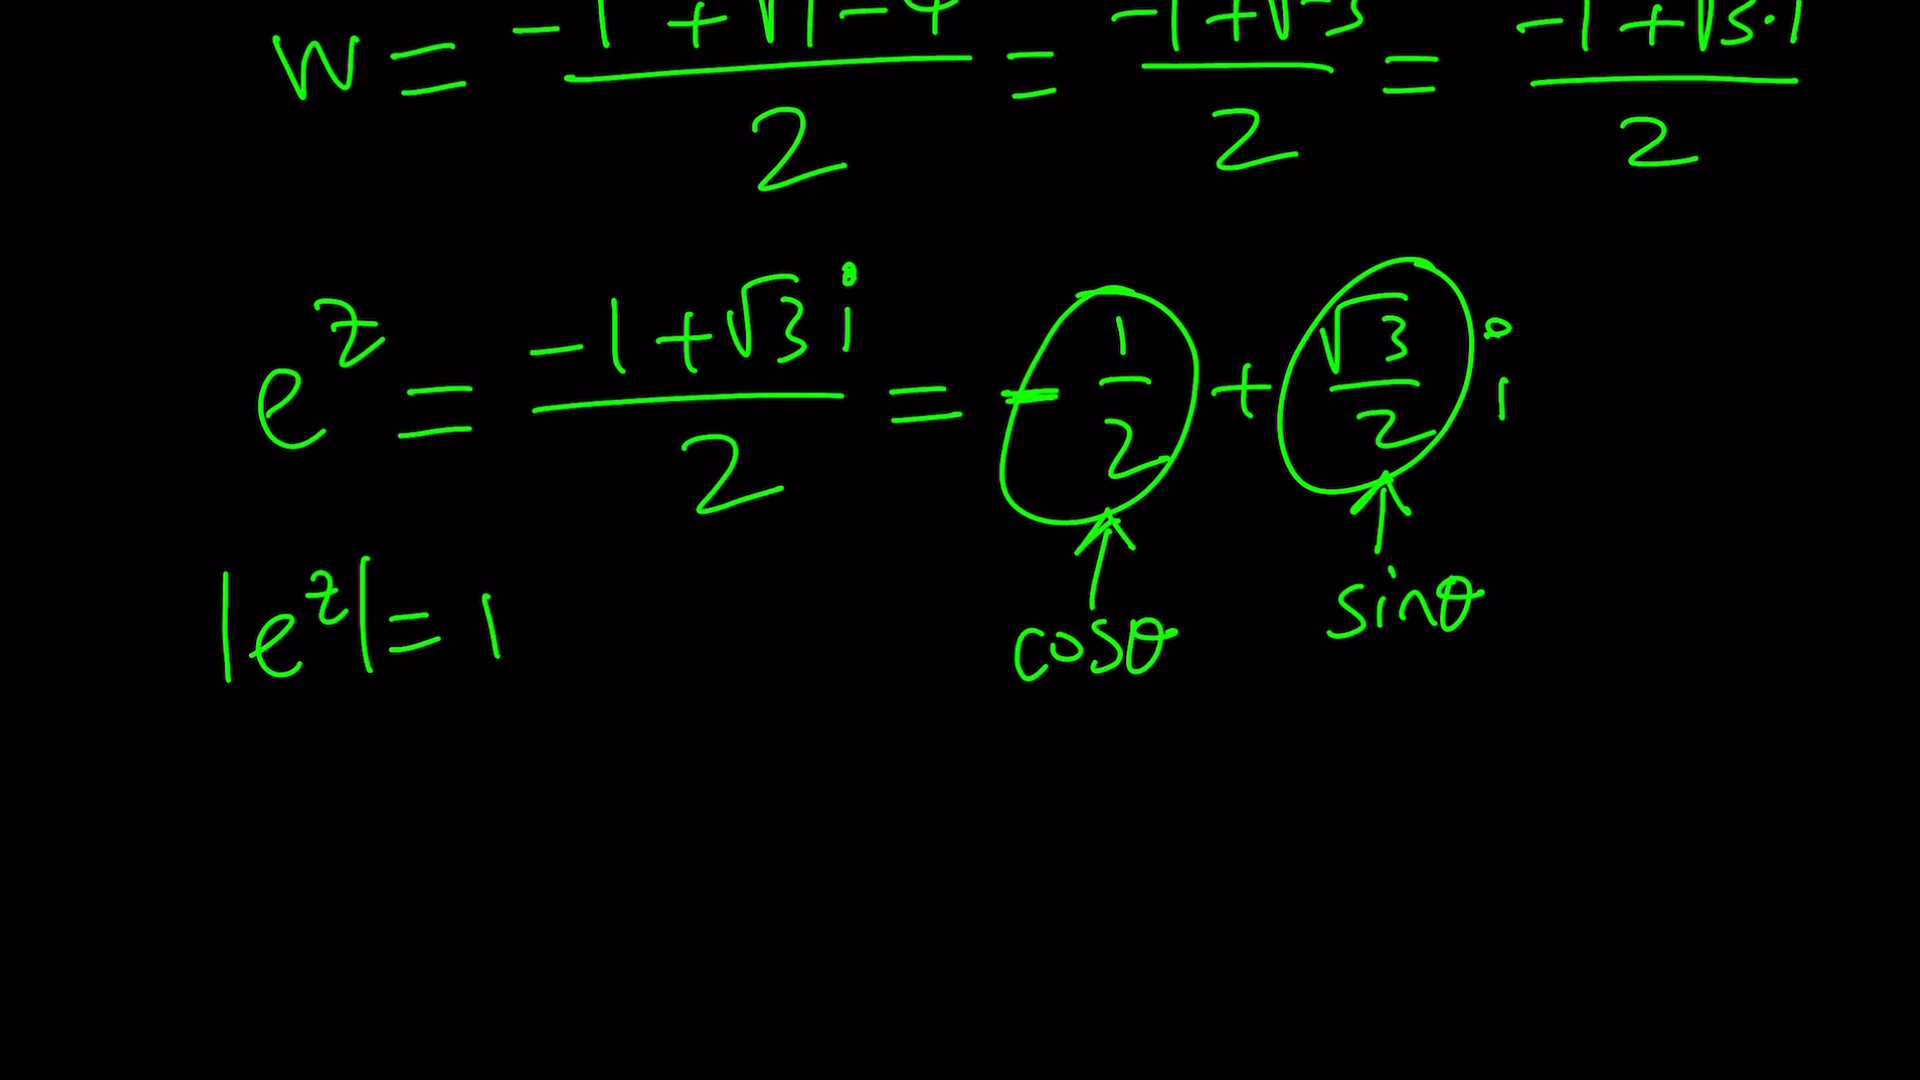 w = (-1 + √1-4)/2 = (-1 + √-3)/2 = (-1 + √3·i)/2
e^z = (-1 + √3 i)/2 = -1/2 + √3/2 i
|e^z| = 1
cosθ sinθ